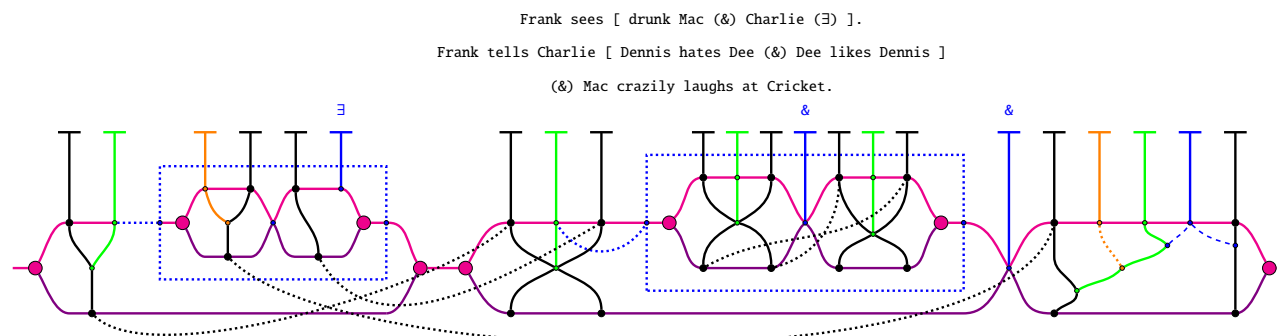 Frank sees [ drunk Mac (&) Charlie (∃) ].
Frank tells Charlie [ Dennis hates Dee (&) Dee likes Dennis ]
(&) Mac crazily laughs at Cricket.
∃ & &